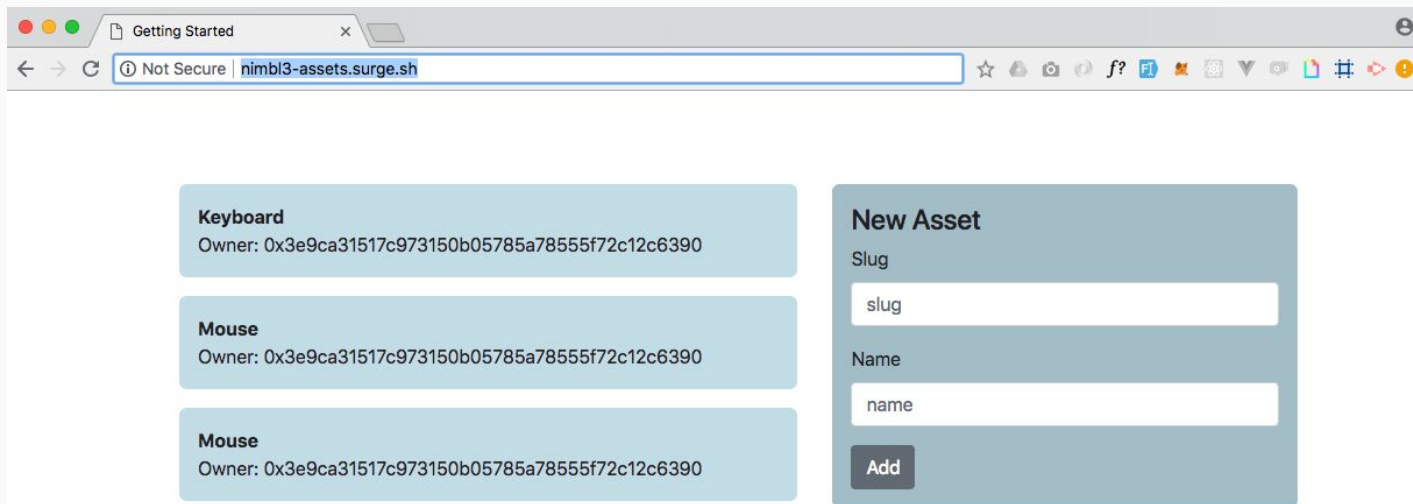 Getting Started
Not Secure nimbl3-assets.surge.sh
f?
Keyboard
Owner: 0x3e9ca31517c973150b05785a78555f72c12c6390
Mouse
Owner: 0x3e9ca31517c973150b05785a78555f72c12c6390
Mouse
Owner: 0x3e9ca31517c973150b05785a78555f72c12c6390
New Asset
Slug
slug
Name
name
Add